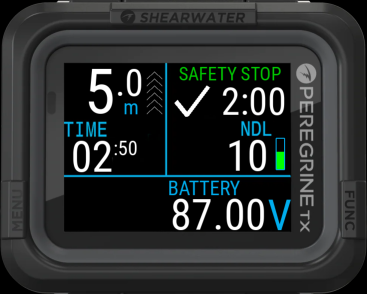 SHEARWATER
5.0 m
SAFETY STOP
2:00
TIME
02:50
NDL
10
BATTERY
87.00V
PEREGRINE TX
MENU
FUNC